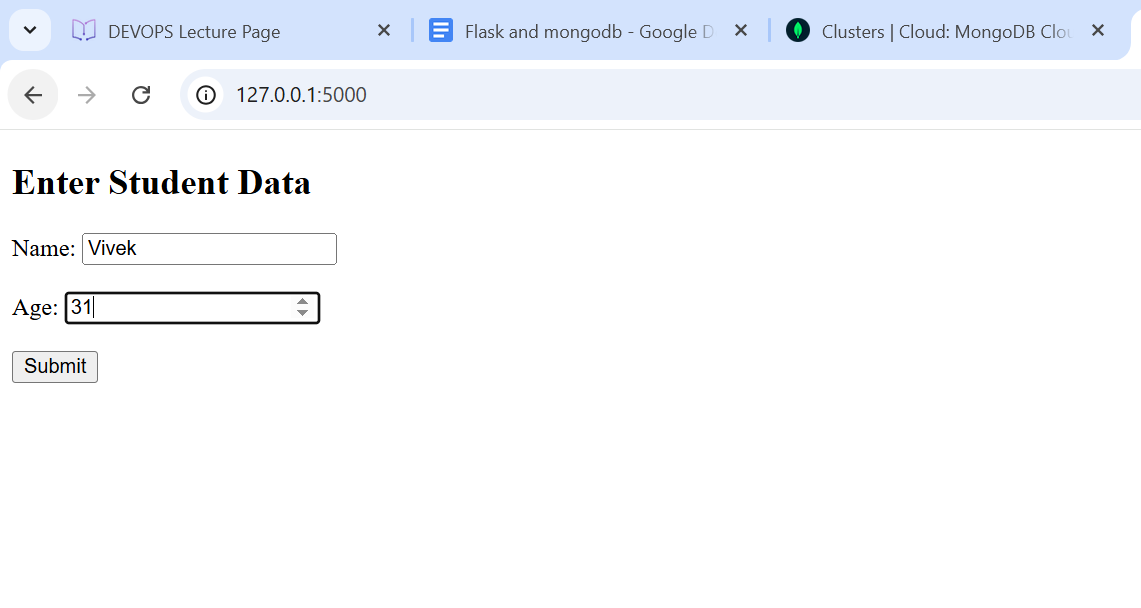 DEVOPS Lecture Page
Flask and mongodb - Google D
Clusters | Cloud: MongoDB Clou
127.0.0.1:5000
Enter Student Data
Name: Vivek
Age: 31
Submit